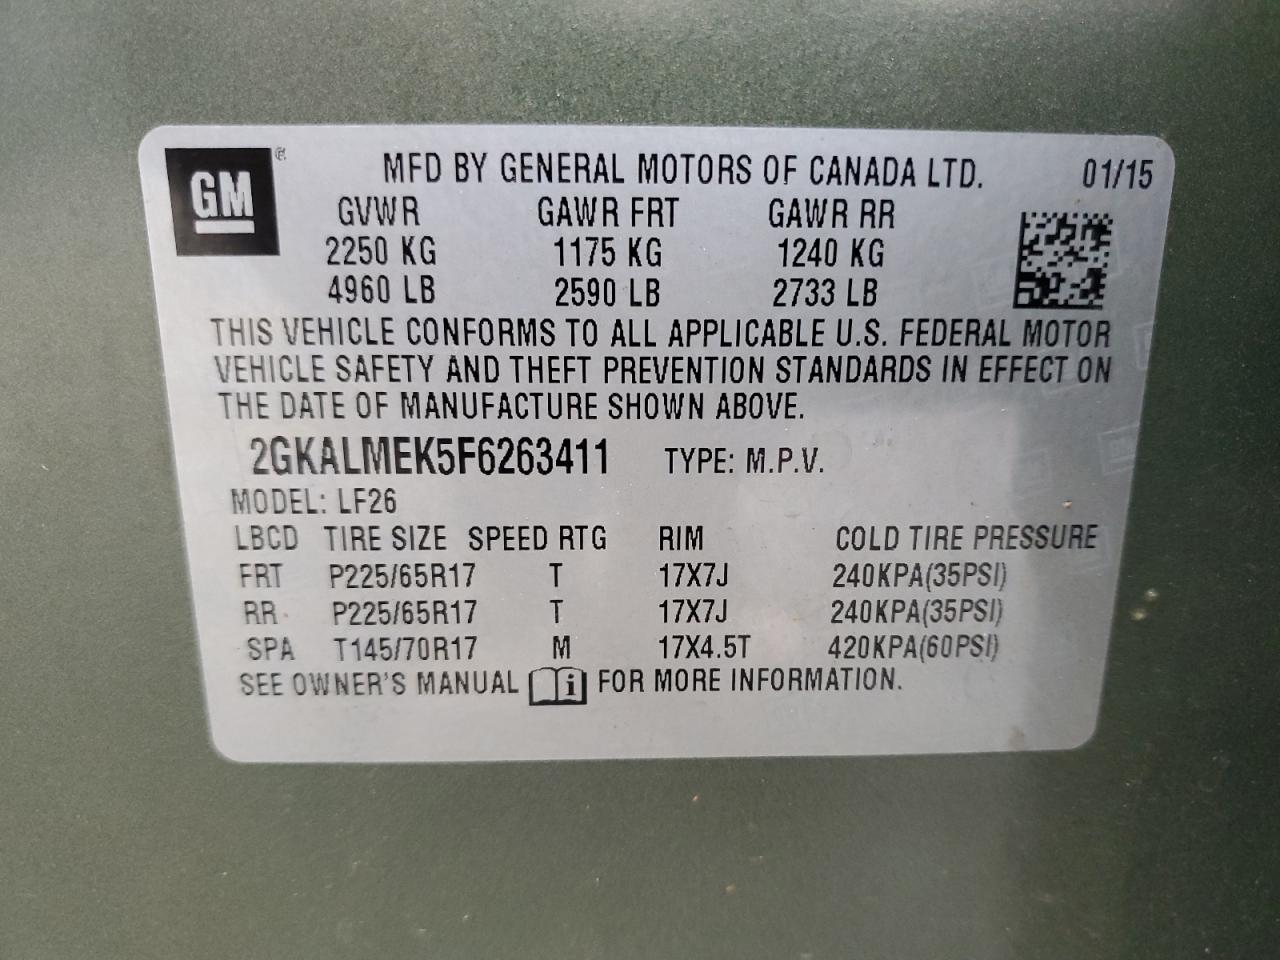 GM ®
MFD BY GENERAL MOTORS OF CANADA LTD. 01/15
GVWR GAWR FRT GAWR RR
2250 KG 1175 KG 1240 KG
4960 LB 2590 LB 2733 LB
THIS VEHICLE CONFORMS TO ALL APPLICABLE U.S. FEDERAL MOTOR
VEHICLE SAFETY AND THEFT PREVENTION STANDARDS IN EFFECT ON
THE DATE OF MANUFACTURE SHOWN ABOVE.
2GKALMEK5F6263411 TYPE: M.P.V.
MODEL: LF26
LBCD TIRE SIZE SPEED RTG RIM COLD TIRE PRESSURE
FRT P225/65R17 T 17X7J 240KPA(35PSI)
RR P225/65R17 T 17X7J 240KPA(35PSI)
SPA T145/70R17 M 17X4.5T 420KPA(60PSI)
SEE OWNER'S MANUAL i FOR MORE INFORMATION.